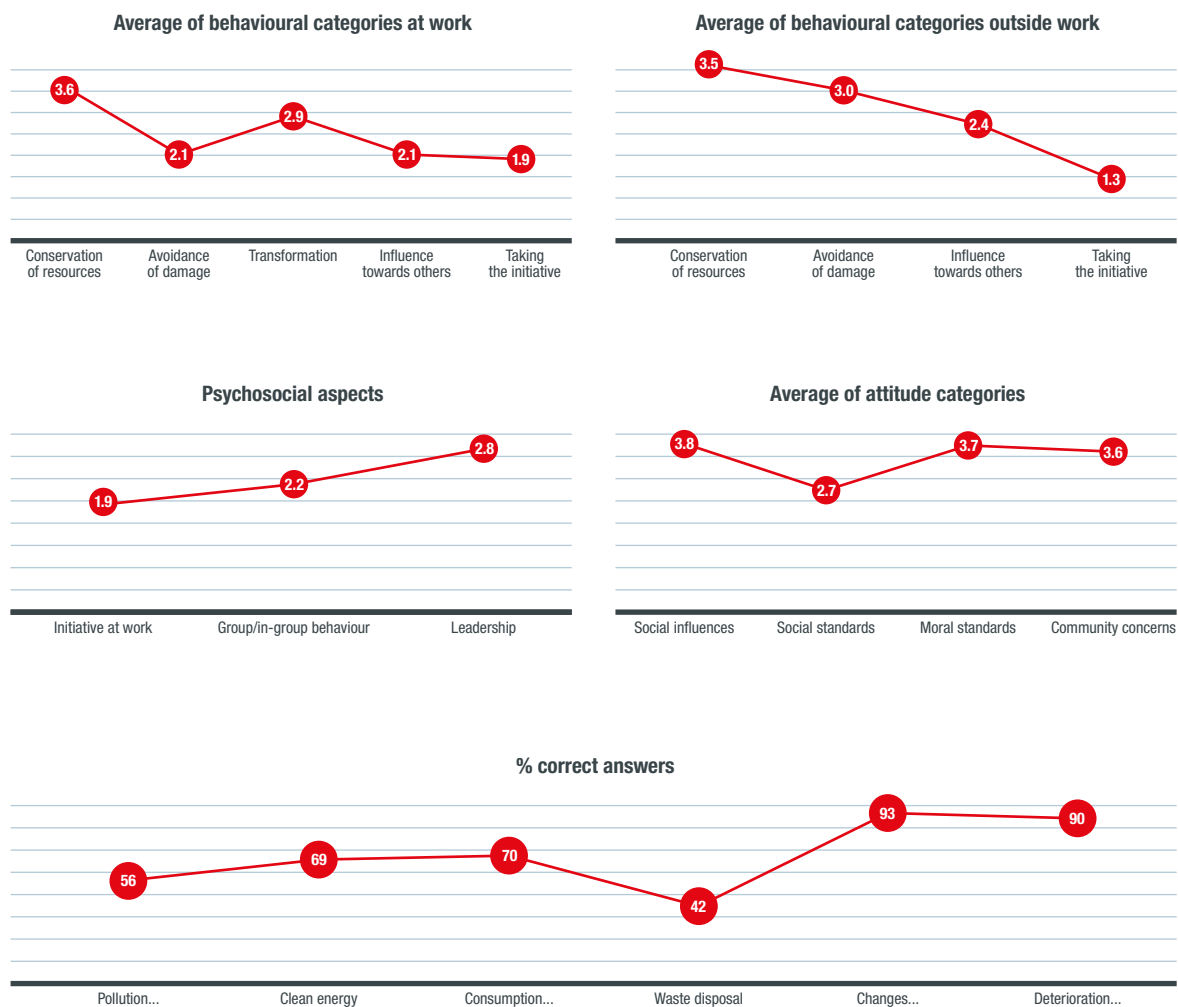 Average of behavioural categories at work
3.6
2.1
2.9
2.1
1.9
Conservation
of resources
Avoidance
of damage
Transformation
Influence
towards others
Taking
the initiative
Average of behavioural categories outside work
3.5
3.0
2.4
1.3
Conservation
of resources
Avoidance
of damage
Influence
towards others
Taking
the initiative
Psychosocial aspects
1.9
2.2
2.8
Initiative at work
Group/in-group behaviour
Leadership
Average of attitude categories
3.8
2.7
3.7
3.6
Social influences
Social standards
Moral standards
Community concerns
% correct answers
56
69
70
42
93
90
Pollution...
Clean energy
Consumption...
Waste disposal
Changes...
Deterioration...